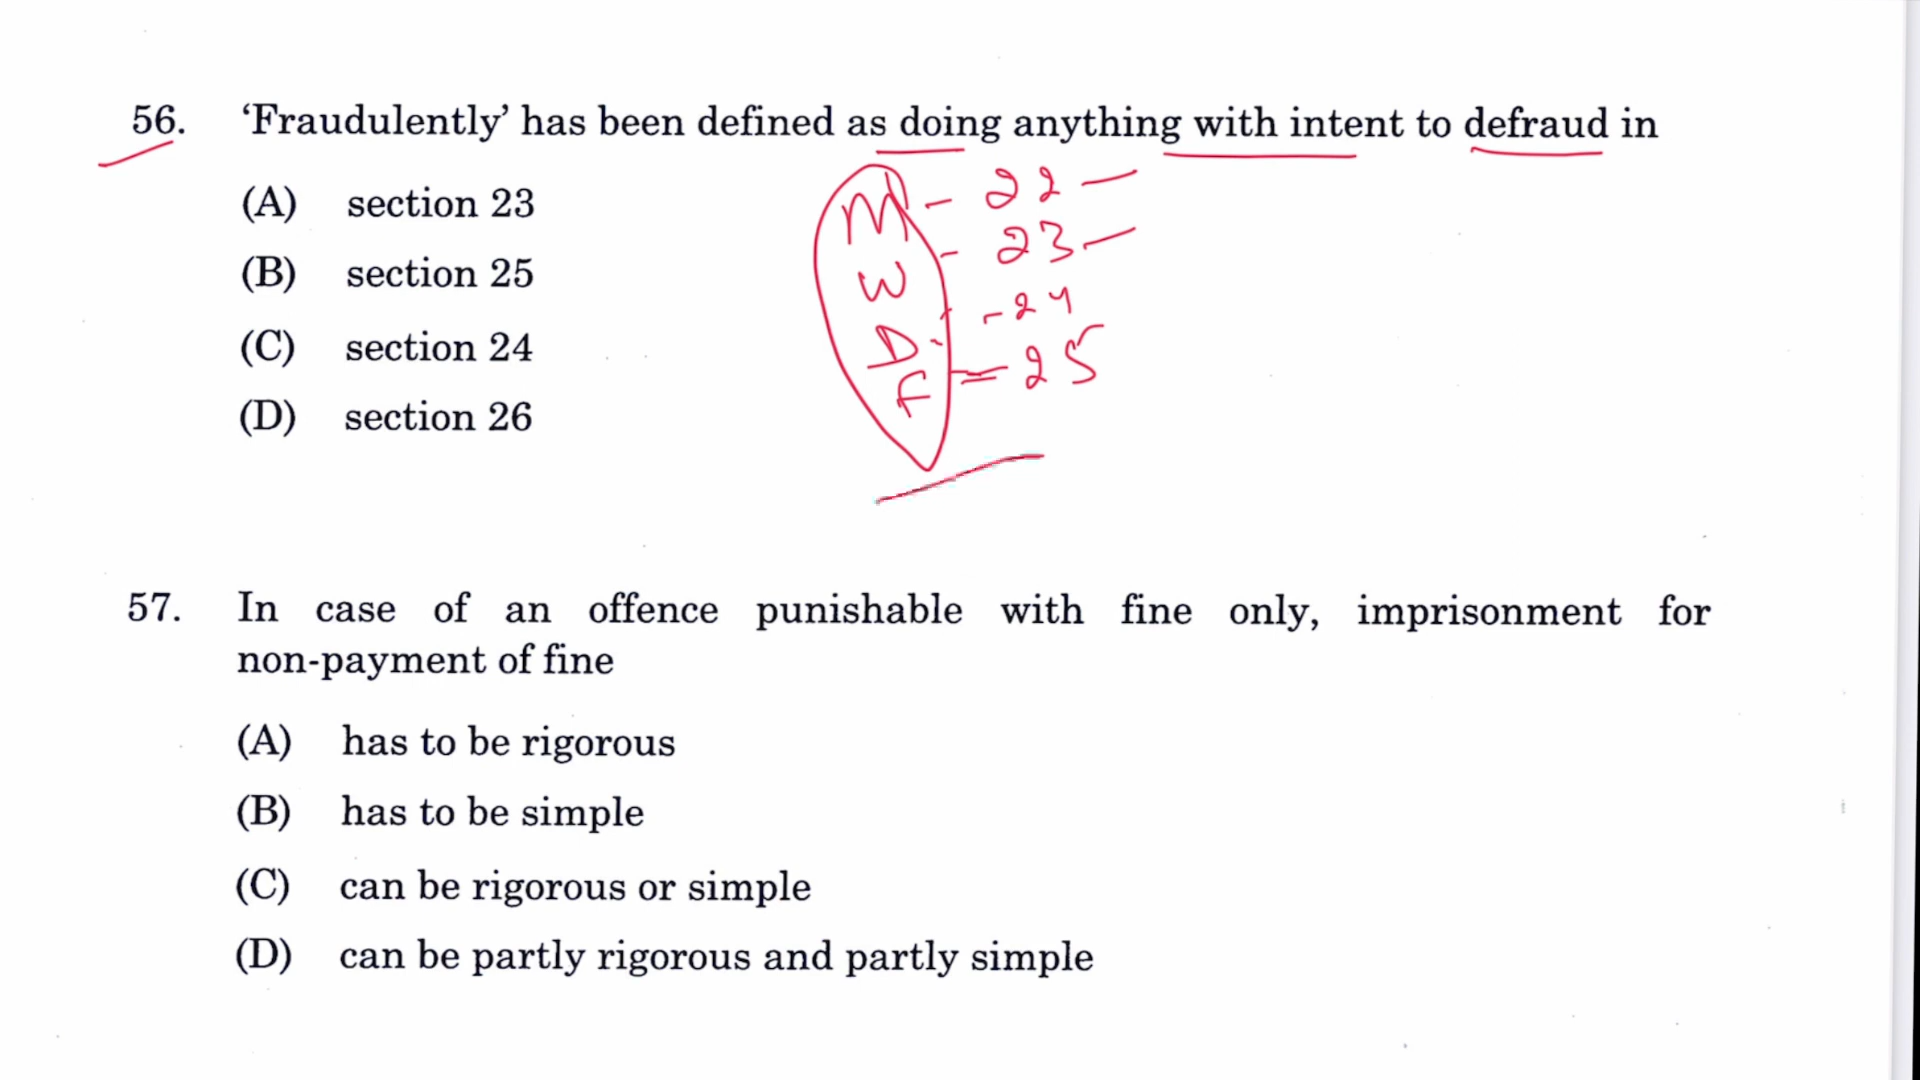 56. ‘Fraudulently’ has been defined as doing anything with intent to defraud in
(A) section 23
(B) section 25
(C) section 24
(D) section 26
M - 22 -
W - 23 -
D - 24
F = 25
57. In case of an offence punishable with fine only, imprisonment for
non-payment of fine
(A) has to be rigorous
(B) has to be simple
(C) can be rigorous or simple
(D) can be partly rigorous and partly simple